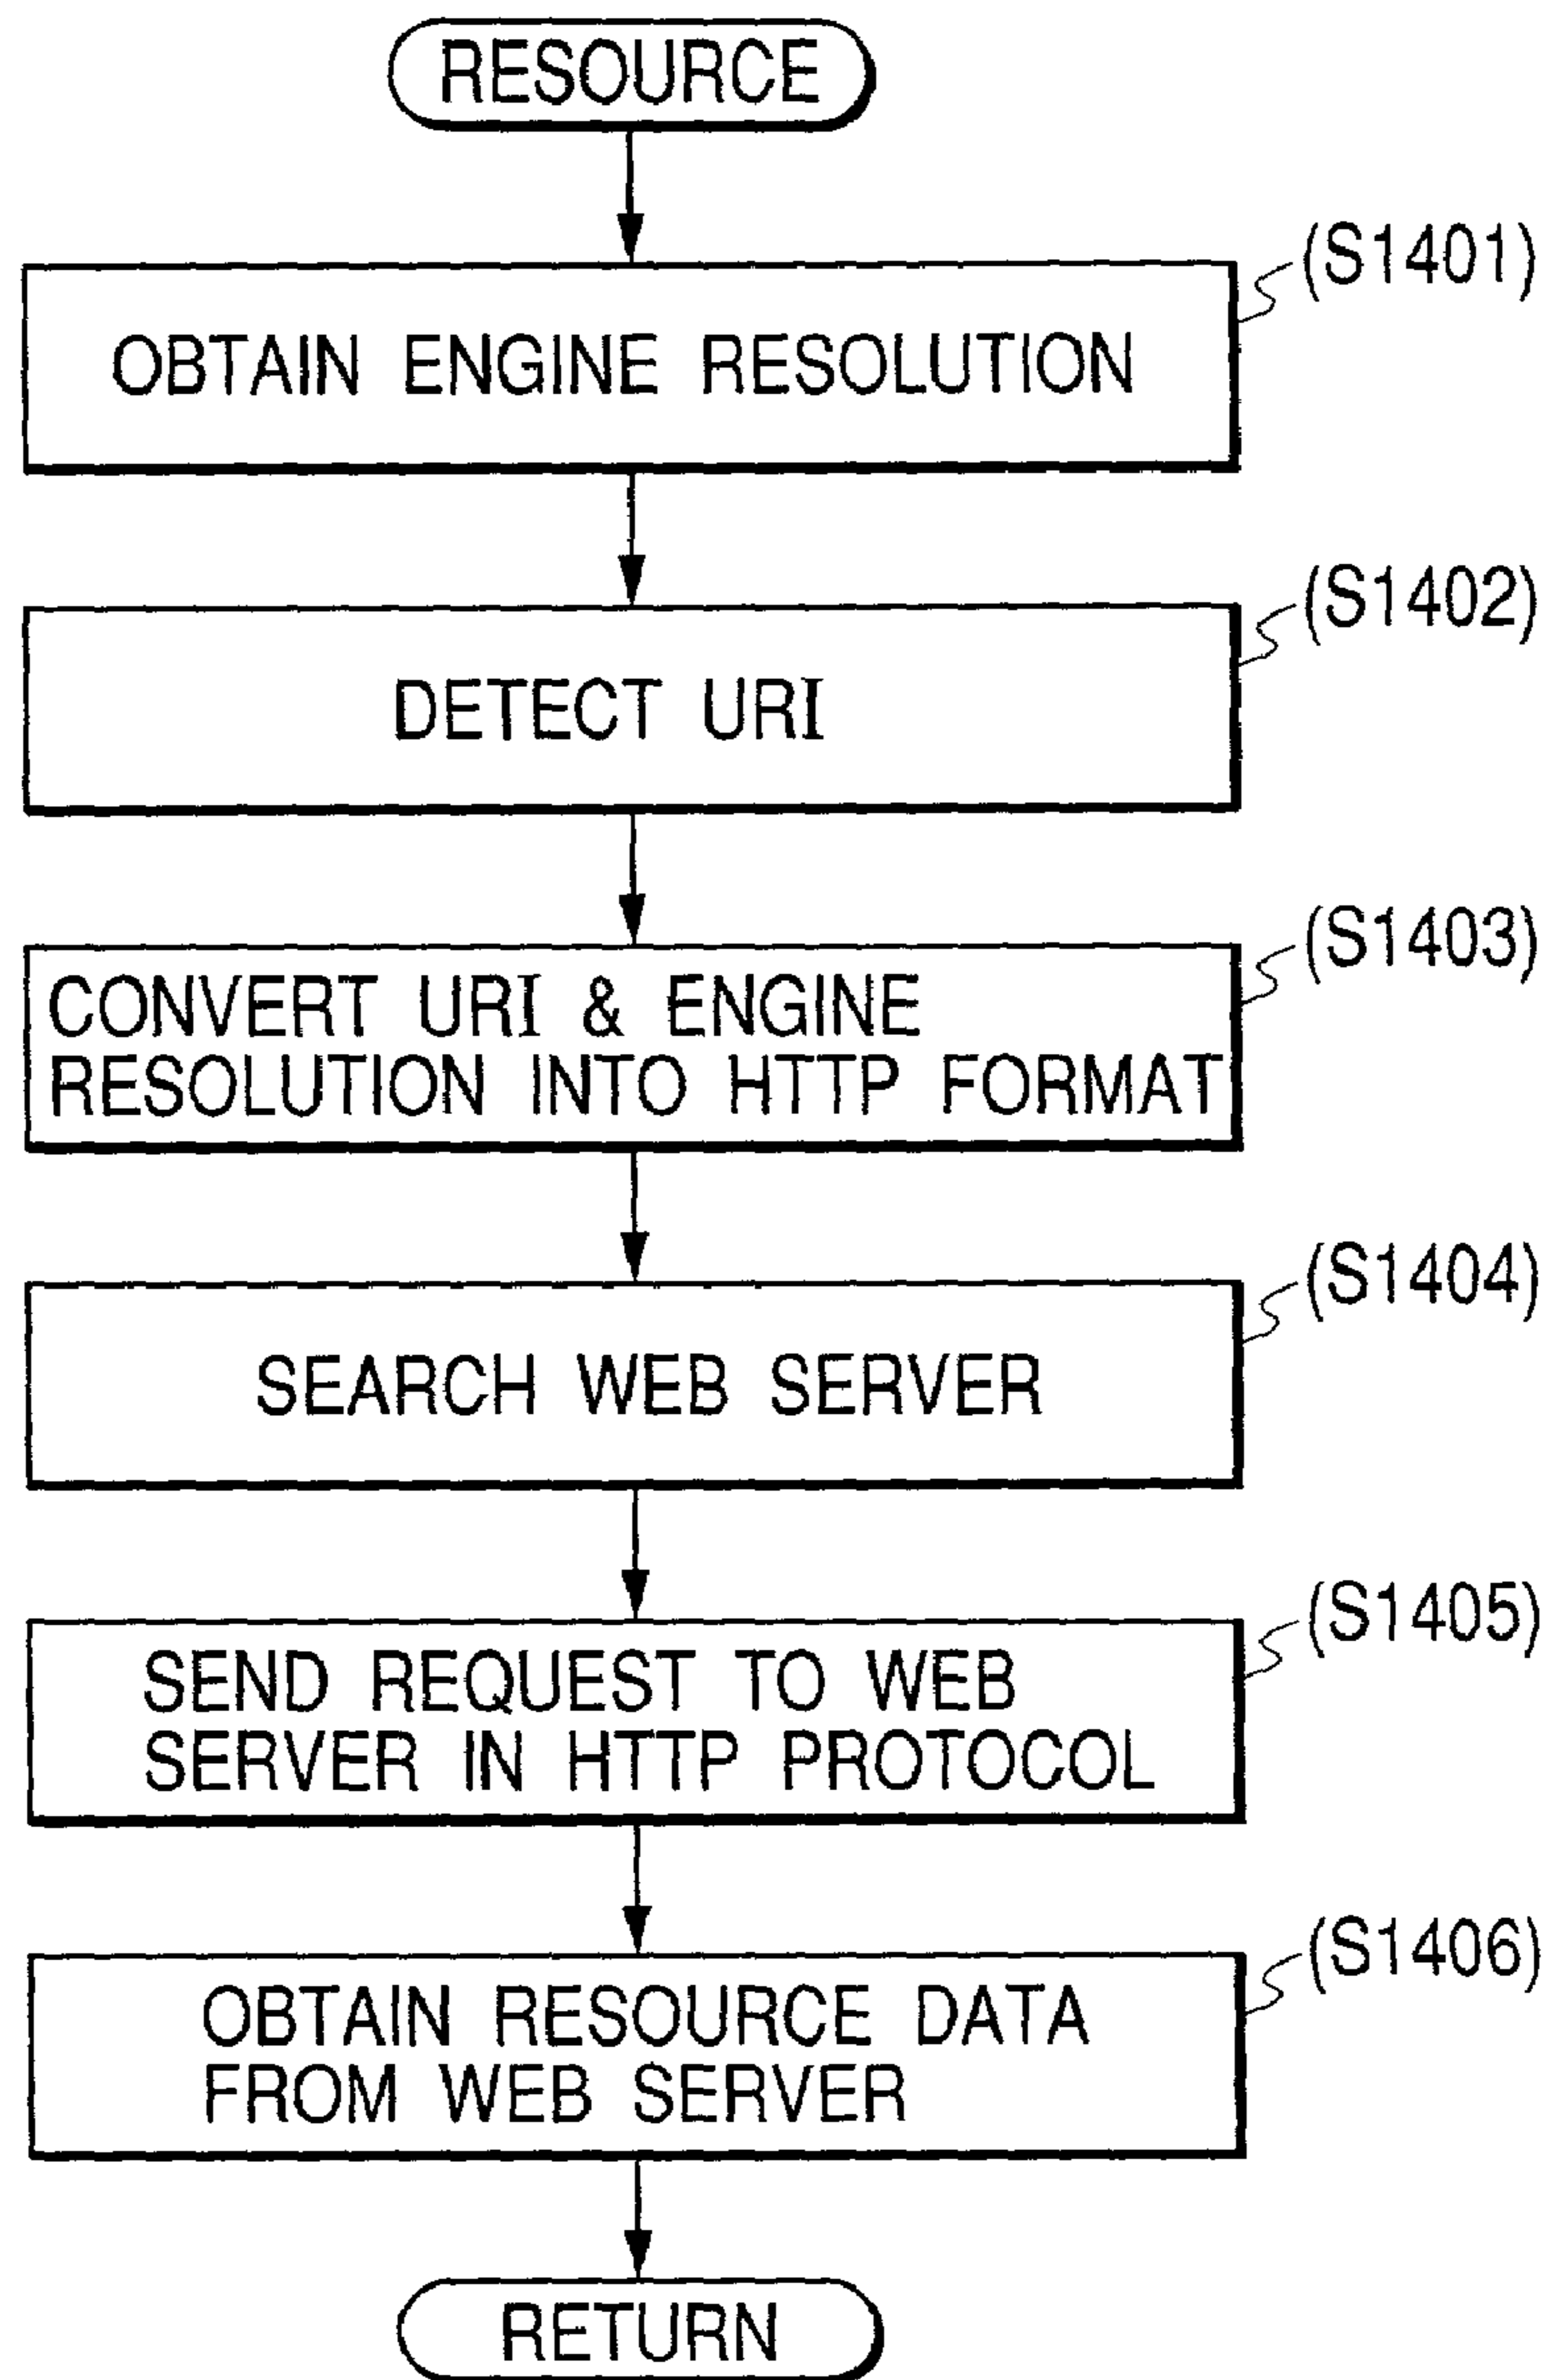 RESOURCE
(S1401)
OBTAIN ENGINE RESOLUTION
(S1402)
DETECT URI
(S1403)
CONVERT URI & ENGINE
RESOLUTION INTO HTTP FORMAT
(S1404)
SEARCH WEB SERVER
(S1405)
SEND REQUEST TO WEB
SERVER IN HTTP PROTOCOL
(S1406)
OBTAIN RESOURCE DATA
FROM WEB SERVER
RETURN